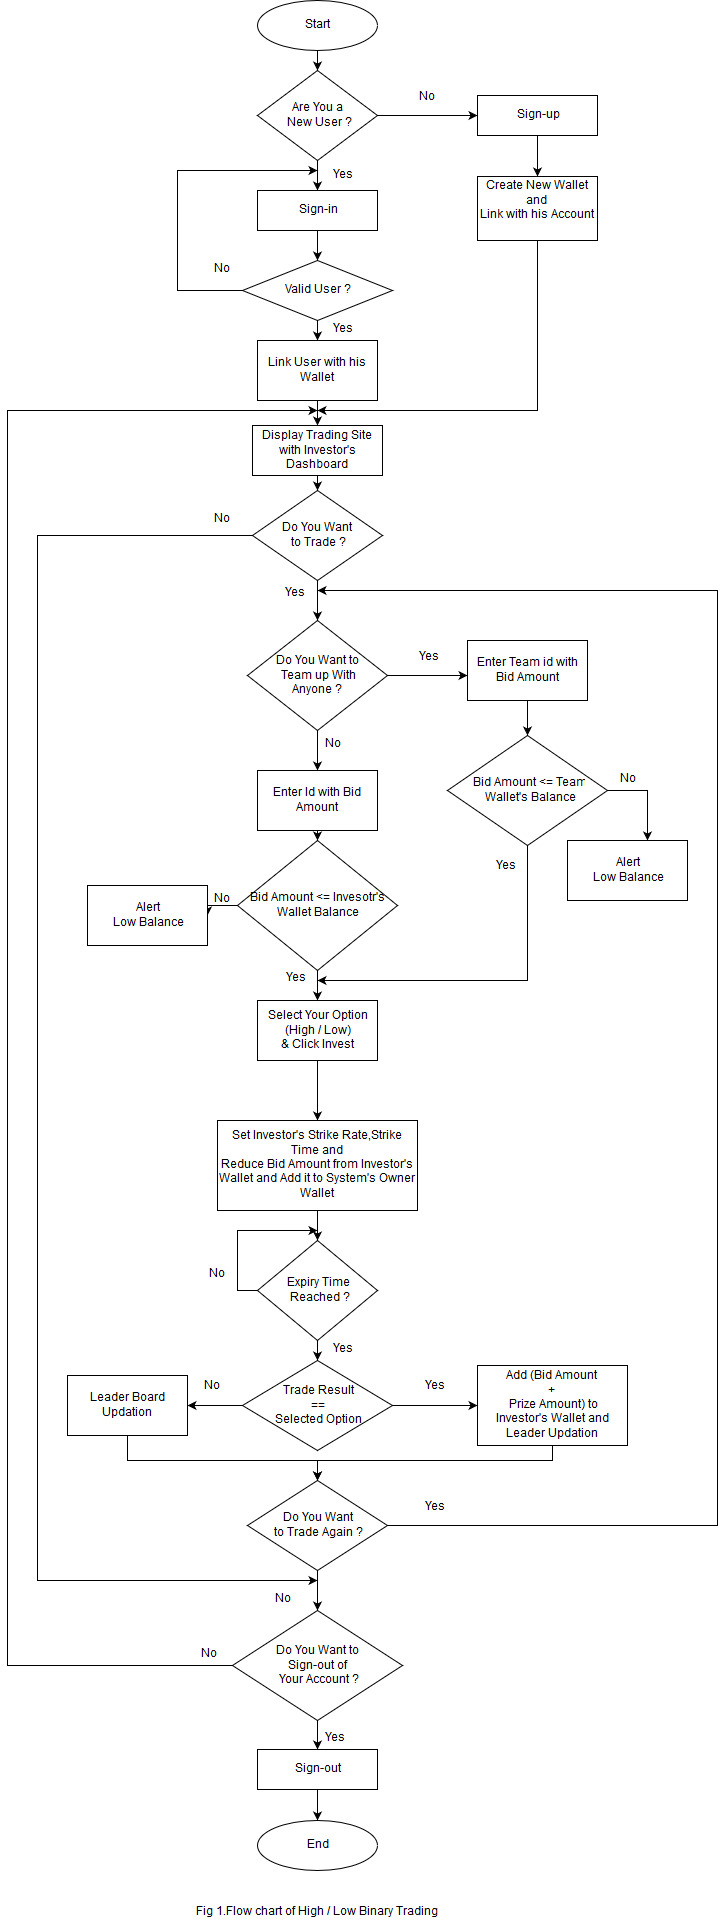 Start
Are You a
New User ?
No
Sign-up
Yes
Create New Wallet
and
Link with his Account
Sign-in
No
Valid User ?
Yes
Link User with his
Wallet
Display Trading Site
with Investor's
Dashboard
No
Do You Want
to Trade ?
Yes
Do You Want to
Team up With
Anyone ?
Yes
Enter Team id with
Bid Amount
No
Enter Id with Bid
Amount
Bid Amount <= Team
Wallet's Balance
No
Alert
Low Balance
Yes
Bid Amount <= Invesotr's
Wallet Balance
No
Alert
Low Balance
Yes
Select Your Option
(High / Low)
& Click Invest
Set Investor's Strike Rate,Strike
Time and
Reduce Bid Amount from Investor's
Wallet and Add it to System's Owner
Wallet
No
Expiry Time
Reached ?
Yes
Trade Result
==
Selected Option
No
Leader Board
Updation
Yes
Add (Bid Amount
+
Prize Amount) to
Investor's Wallet and
Leader Updation
Do You Want
to Trade Again ?
Yes
No
Do You Want to
Sign-out of
Your Account ?
No
Yes
Sign-out
End
Fig 1.Flow chart of High / Low Binary Trading